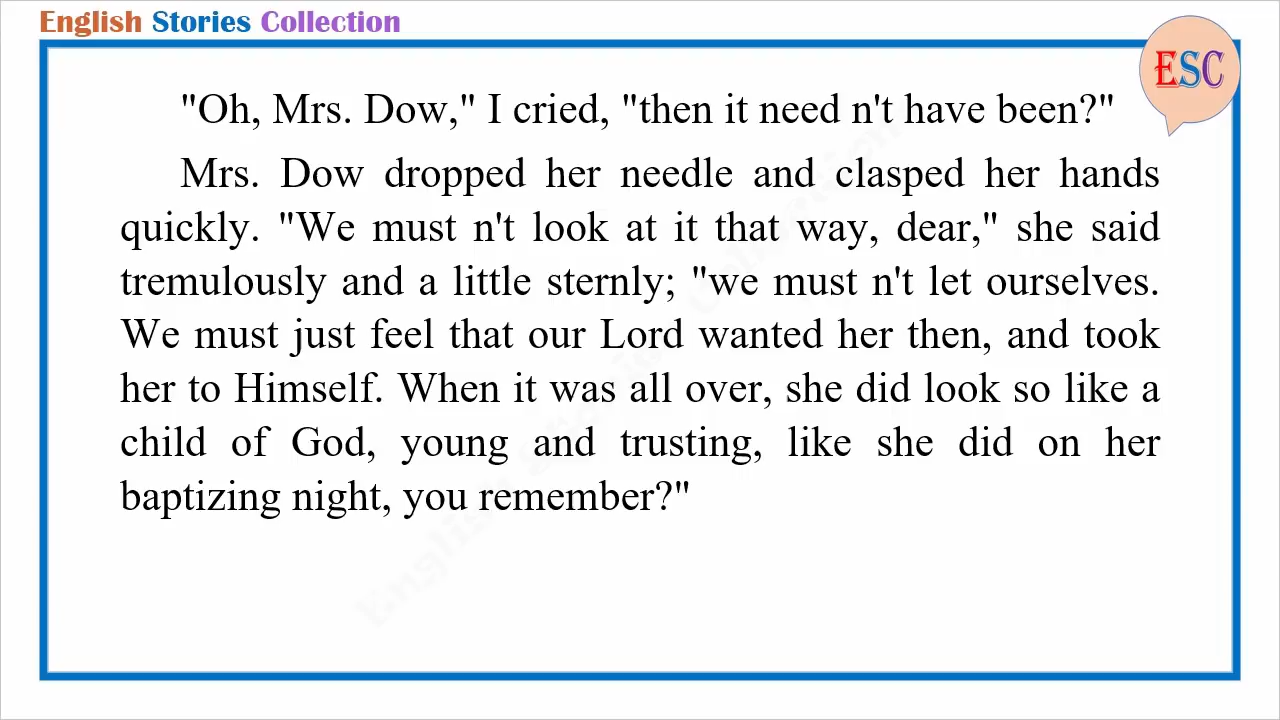 English Stories Collection
ESC
"Oh, Mrs. Dow," I cried, "then it need n't have been?"
Mrs. Dow dropped her needle and clasped her hands
quickly. "We must n't look at it that way, dear," she said
tremulously and a little sternly; "we must n't let ourselves.
We must just feel that our Lord wanted her then, and took
her to Himself. When it was all over, she did look so like a
child of God, young and trusting, like she did on her
baptizing night, you remember?"
English Stories Collection